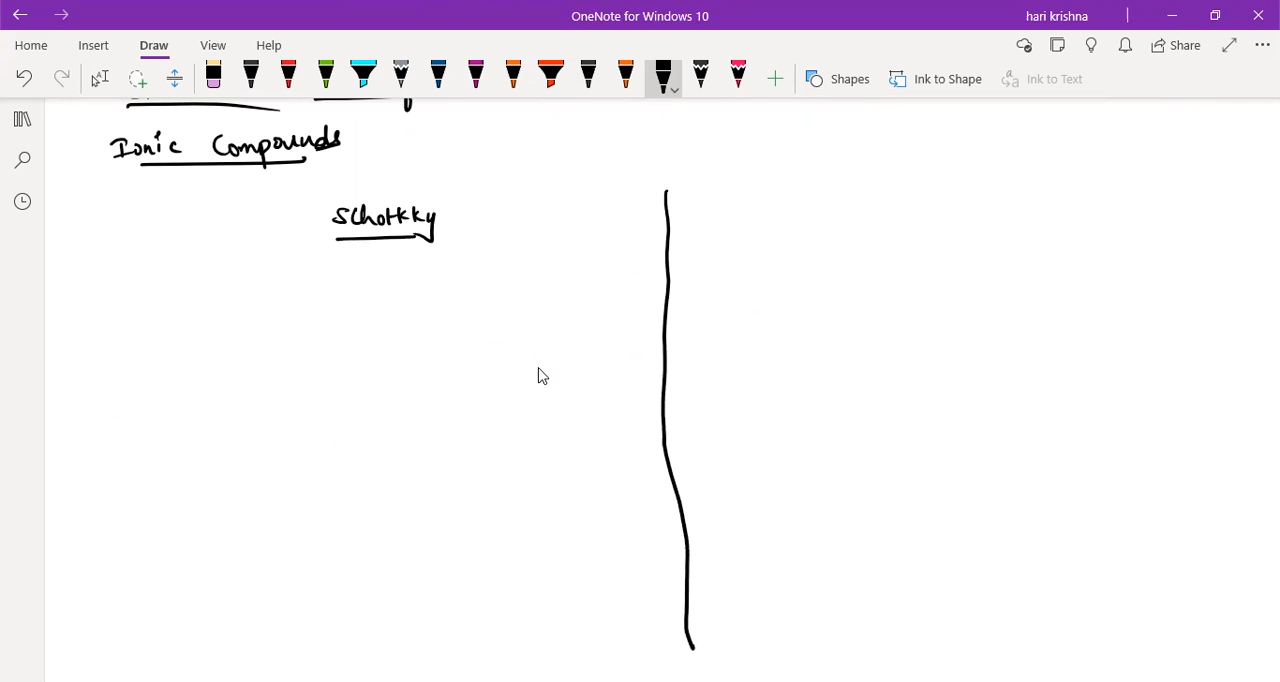 OneNote for Windows 10
hari krishna
Home Insert Draw View Help
Share
Shapes Ink to Shape Ink to Text
Ionic Compounds
Schottky